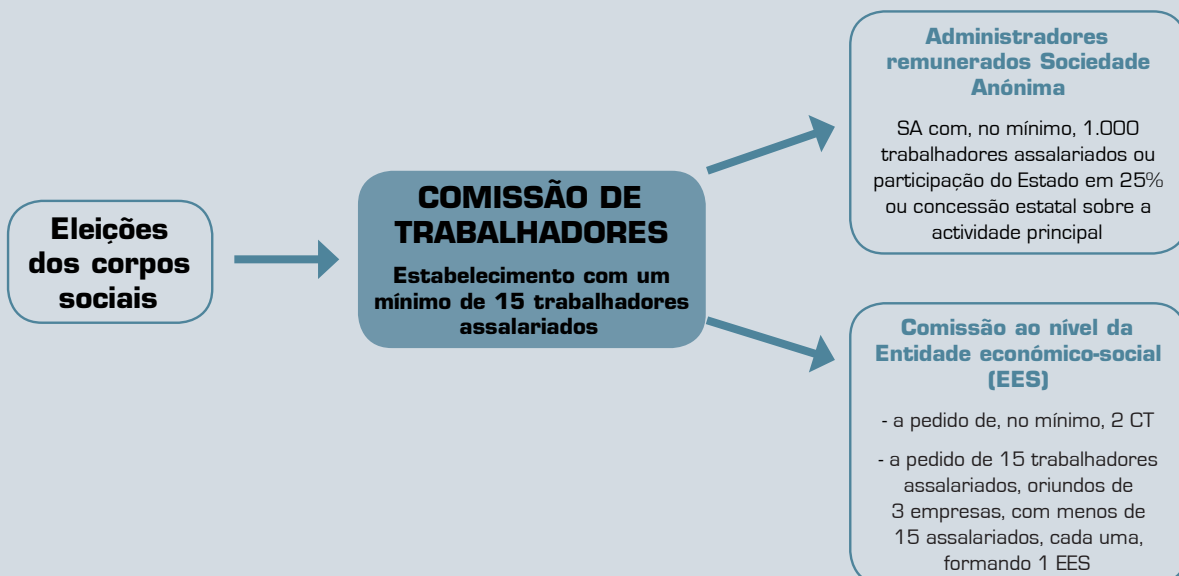 Eleições
dos corpos
sociais
COMISSÃO DE
TRABALHADORES
Estabelecimento com um
mínimo de 15 trabalhadores
assalariados
Administradores
remunerados Sociedade
Anónima
SA com, no mínimo, 1.000
trabalhadores assalariados ou
participação do Estado em 25%
ou concessão estatal sobre a
actividade principal
Comissão ao nível da
Entidade económico-social
(EES)
- a pedido de, no mínimo, 2 CT
- a pedido de 15 trabalhadores
assalariados, oriundos de
3 empresas, com menos de
15 assalariados, cada uma,
formando 1 EES